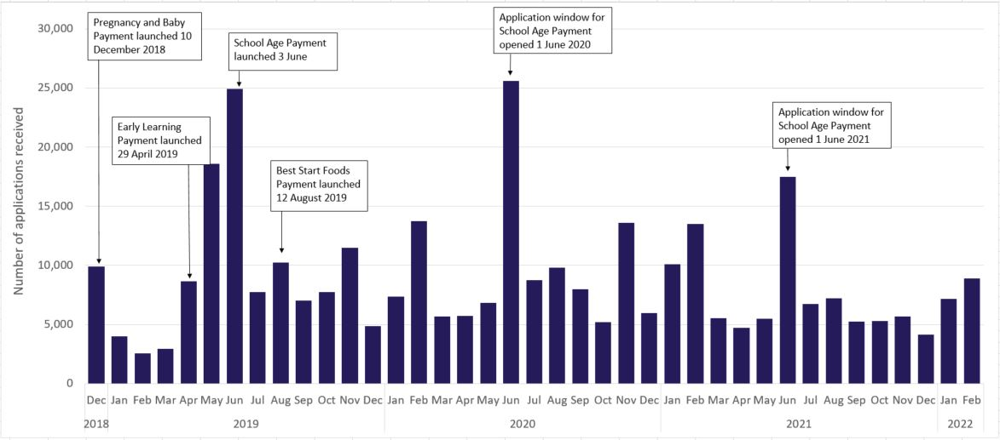 Pregnancy and Baby
Payment launched 10
December 2018
School Age Payment
launched 3 June
Application window for
School Age Payment
opened 1 June 2020
Early Learning
Payment launched
29 April 2019
Best Start Foods
Payment launched
12 August 2019
Application window for
School Age Payment
opened 1 June 2021
Number of applications received
30,000
25,000
20,000
15,000
10,000
5,000
0
Dec Jan Feb Mar Apr May Jun Jul Aug Sep Oct Nov Dec Jan Feb Mar Apr May Jun Jul Aug Sep Oct Nov Dec Jan Feb Mar Apr May Jun Jul Aug Sep Oct Nov Dec Jan Feb
2018 2019 2020 2021 2022